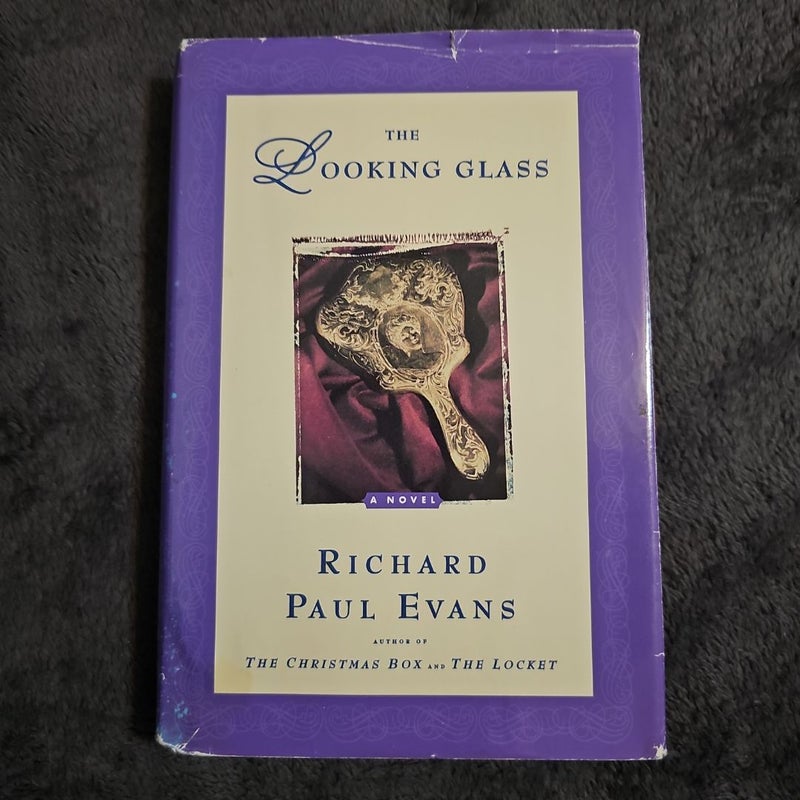 THE
LOOKING GLASS
A NOVEL
RICHARD
PAUL EVANS
AUTHOR OF
THE CHRISTMAS BOX AND THE LOCKET